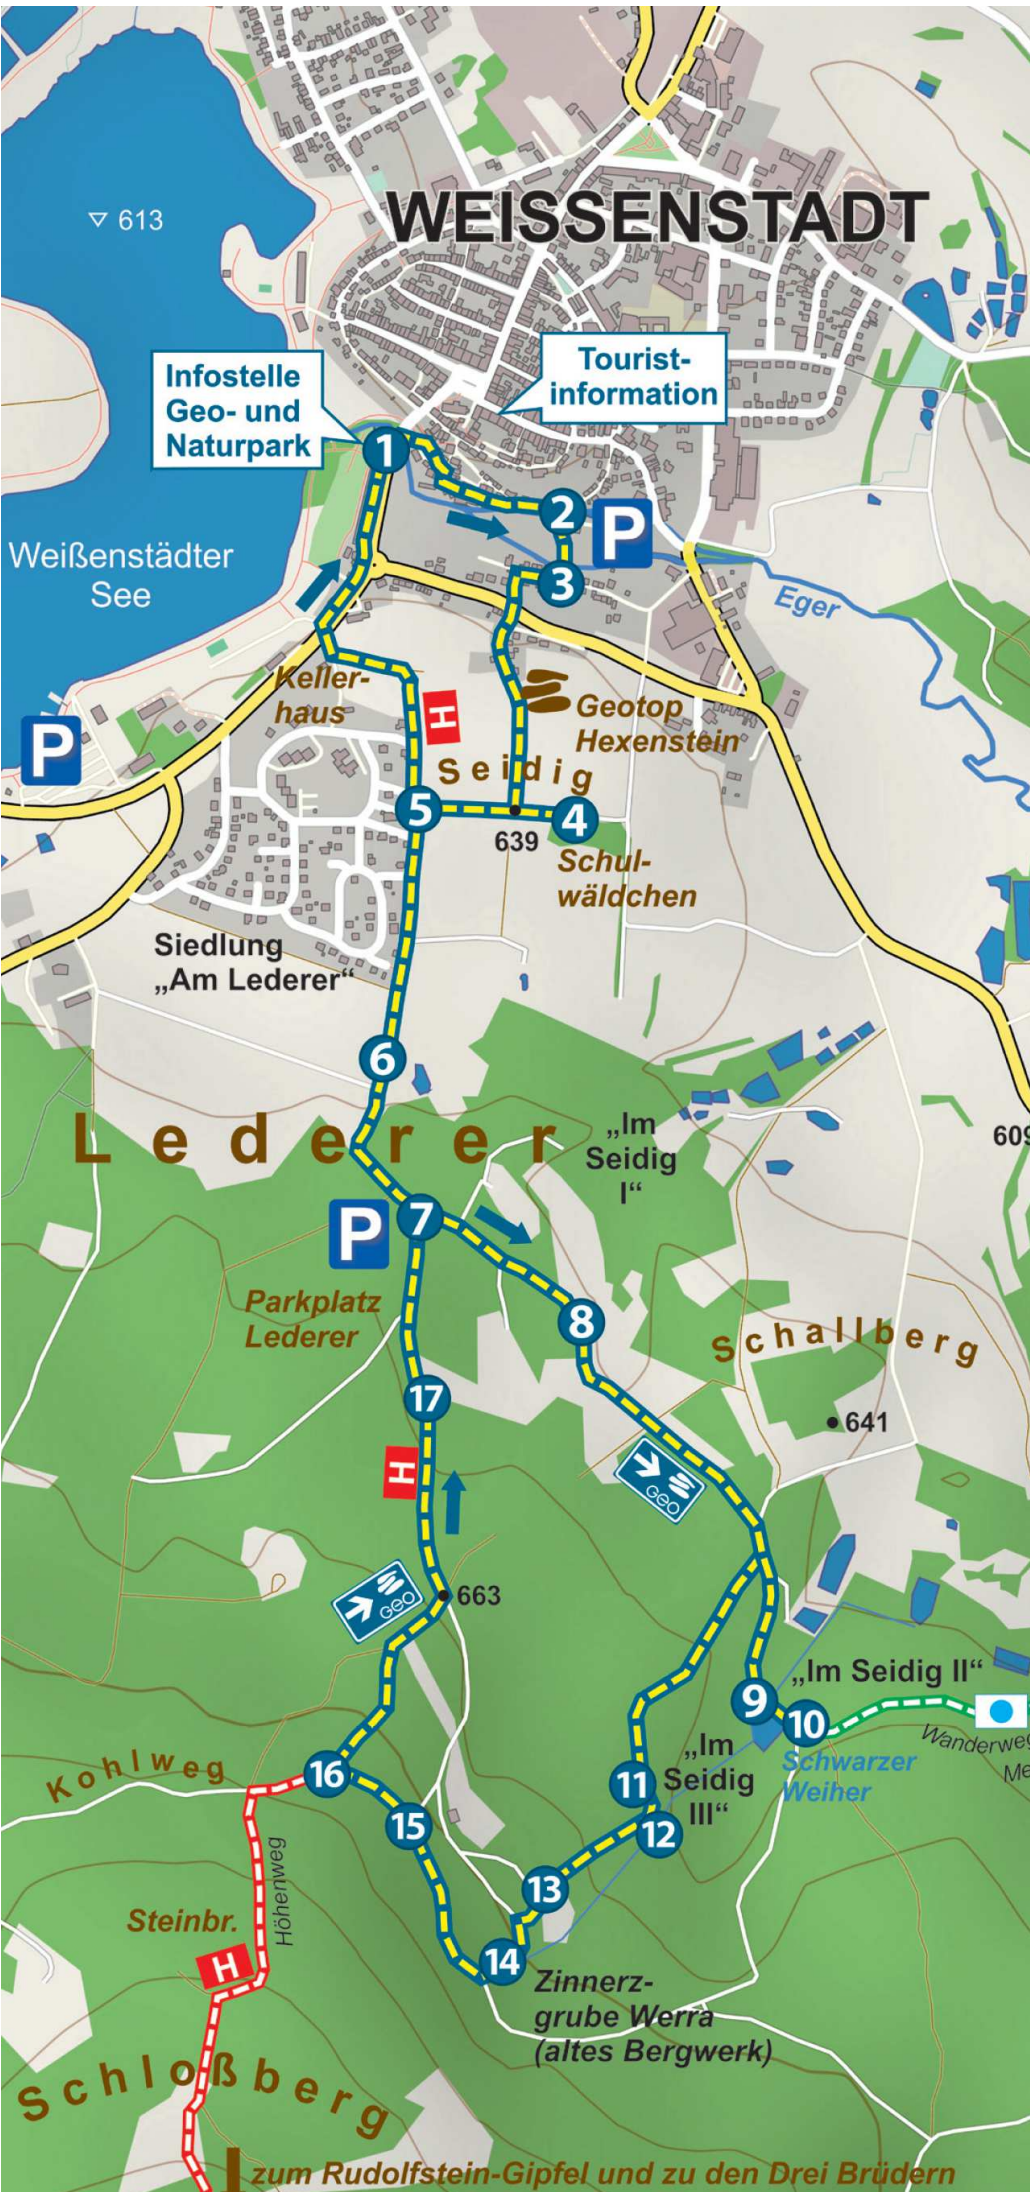 WEISSENSTADT
613
Infostelle
Geo- und
Naturpark
Tourist-
information
1
2
P
3
Weißenstädter
See
Eger
Keller-
haus
H
Geotop
Hexenstein
P
Seidig
5
4
639
Schul-
wäldchen
Siedlung
„Am Lederer“
6
Lederer
„Im
Seidig
I“
609
7
P
Parkplatz
Lederer
8
Schallberg
641
17
H
GEO
GEO
663
„Im Seidig II“
9
10
Wanderweg
Me
Schwarzer
Weiher
Kohlweg
16
11
„Im
Seidig
III“
15
12
13
Höhenweg
Steinbr.
H
14
Zinnerz-
grube Werra
(altes Bergwerk)
Schloßberg
zum Rudolfstein-Gipfel und zu den Drei Brüdern